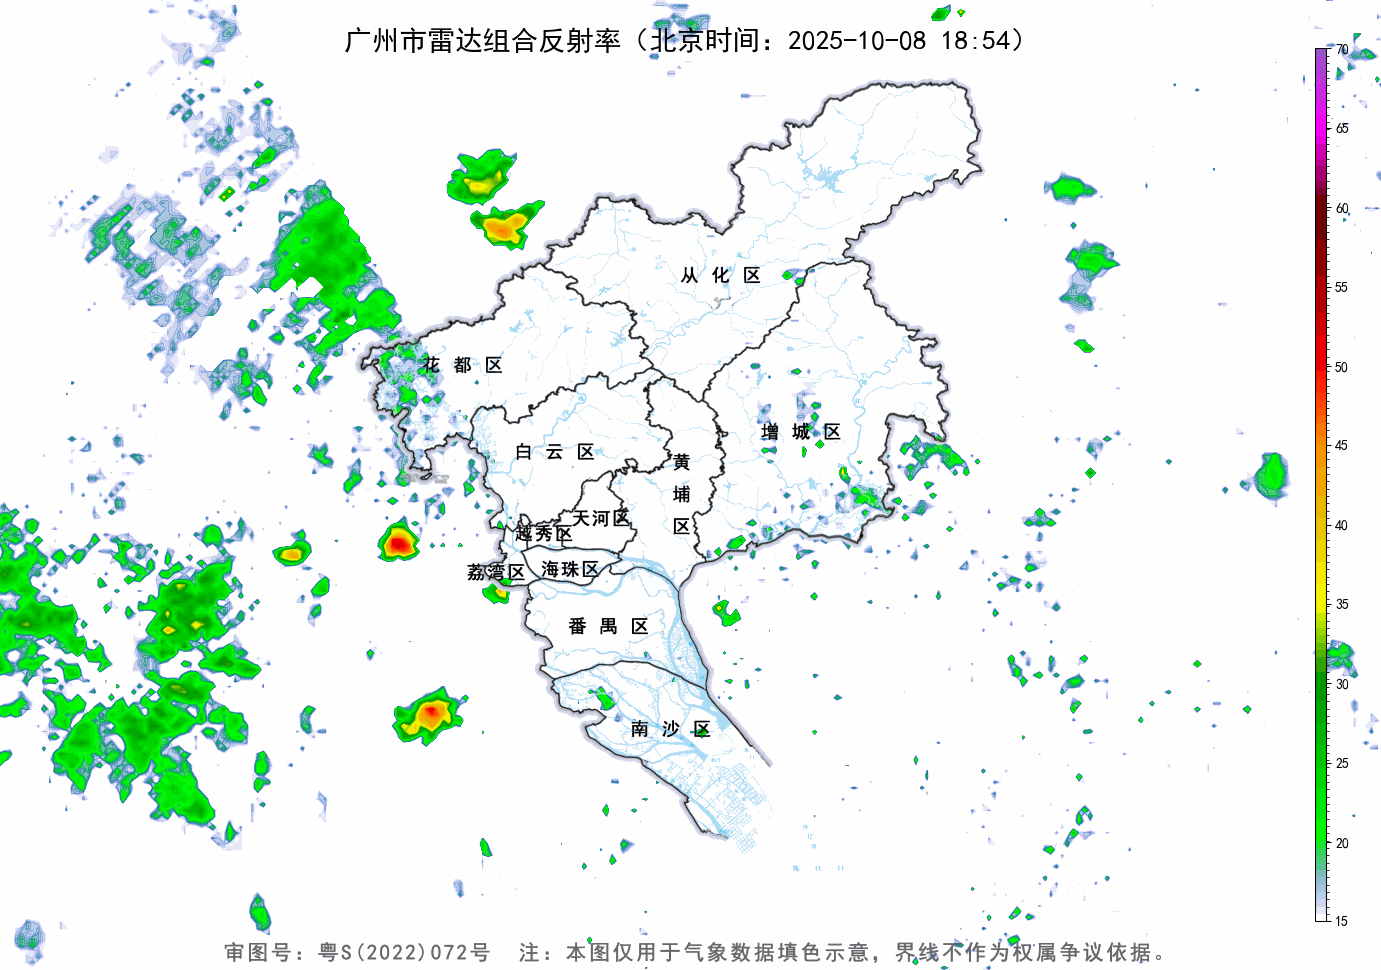 广州市雷达组合反射率（北京时间：2025-10-08 18:54）
70
65
60
55
50
45
40
35
30
25
20
15
从化区
花都区
增城区
白云区
黄埔区
天河区
越秀区
海珠区
荔湾区
番禺区
南沙区
审图号：粤S(2022)072号 注：本图仅用于气象数据填色示意，界线不作为权属争议依据。